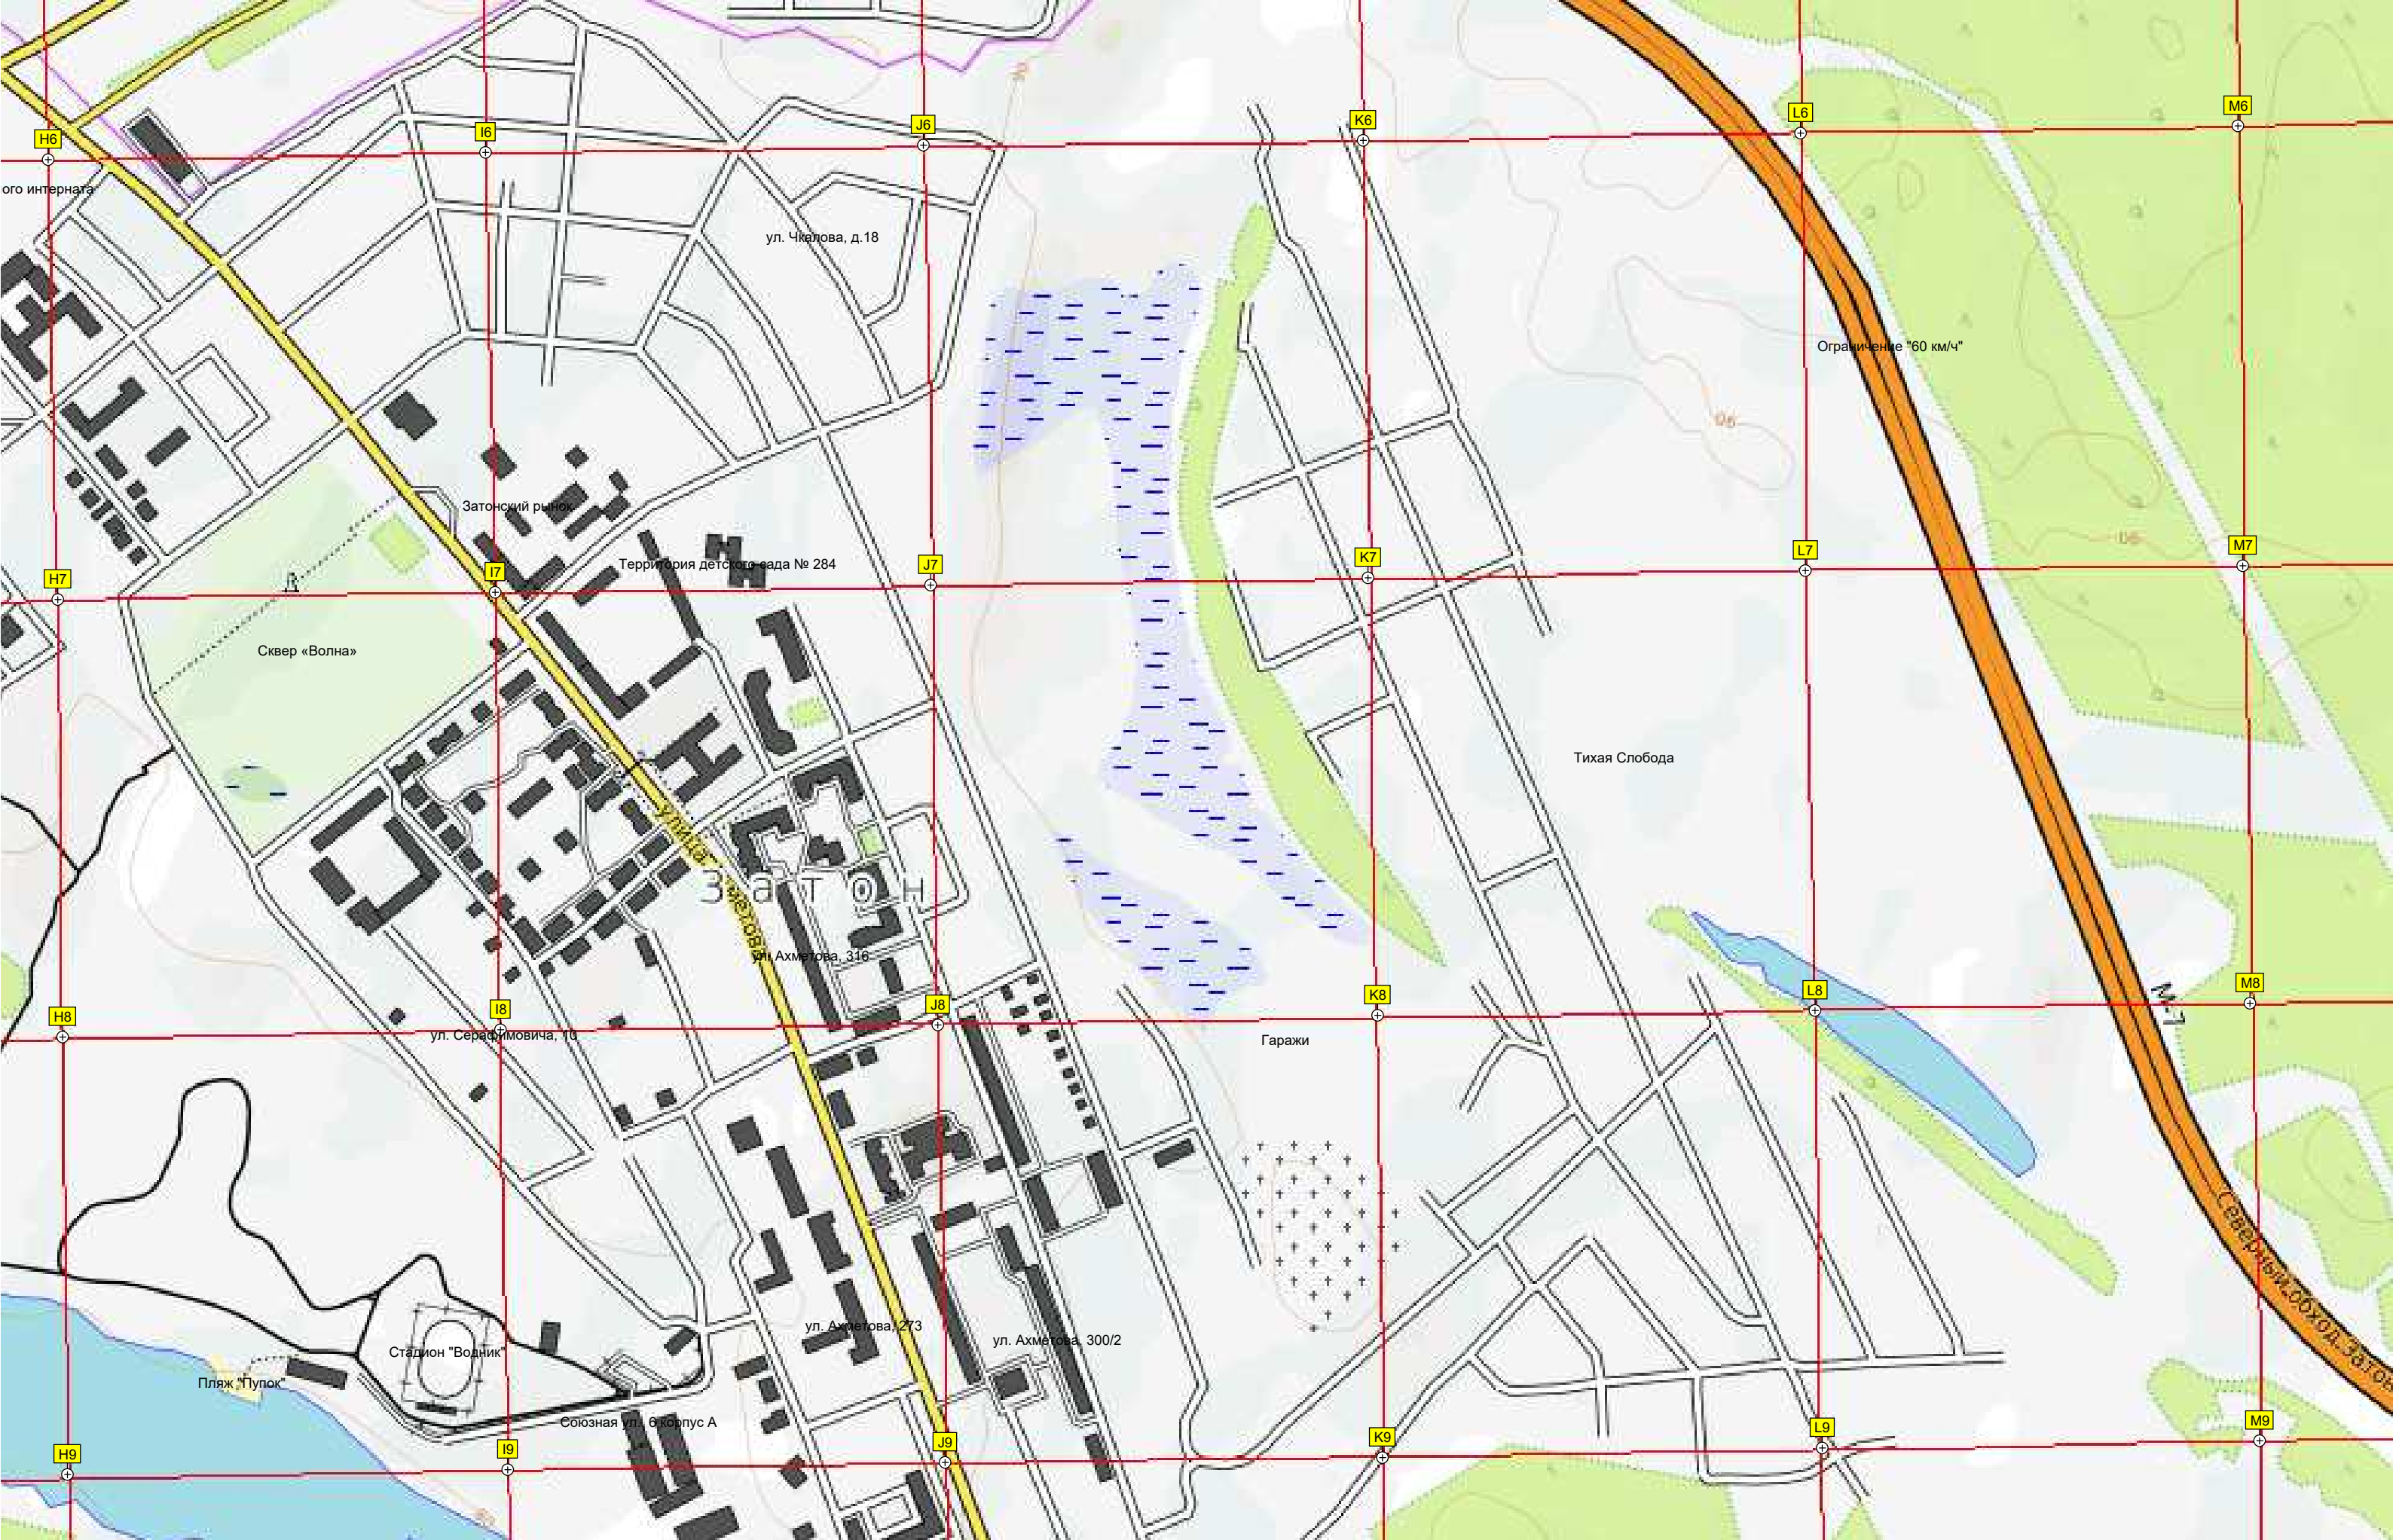 H6
I6
J6
K6
L6
M6
ого интерната
ул. Чкалова, д.18
Ограничение "60 км/ч"
90
Затонский рынок
Территория детского сада № 284
H7
I7
J7
K7
L7
M7
90
Сквер «Волна»
Тихая Слобода
улица Ахметова
Затон
ул. Ахметова, 316
H8
I8
J8
K8
L8
M8
М-7
ул. Серафимовича, 10
Гаражи
Северный обход Затон
ул. Ахметова, 273
ул. Ахметова, 300/2
Стадион "Водник"
Пляж "Пупок"
Союзная ул., 6 корпус А
H9
I9
J9
K9
L9
M9